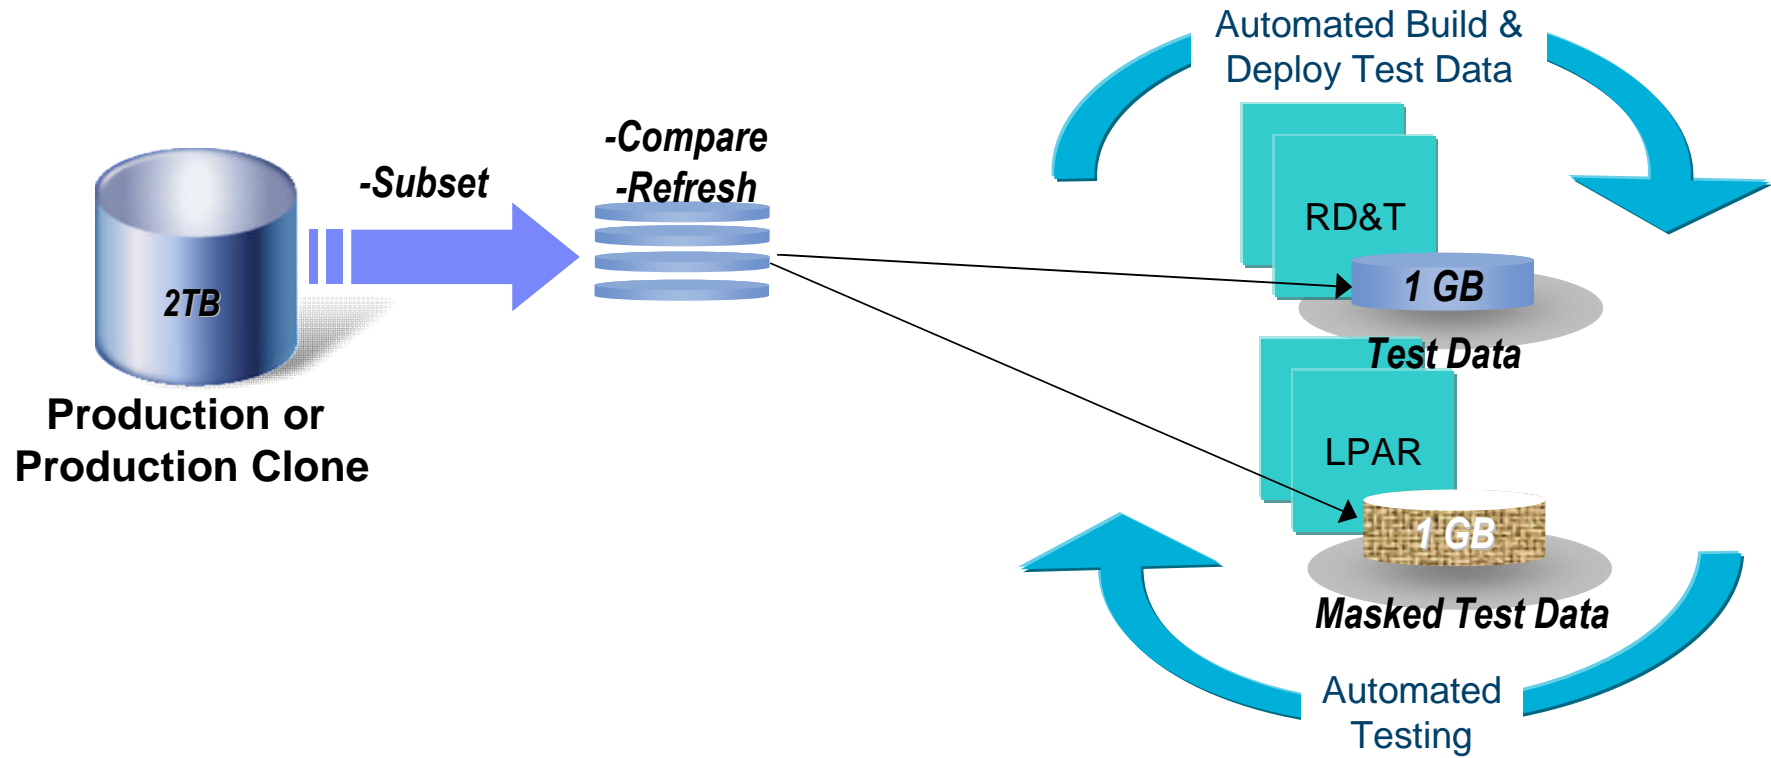 Automated Build &
Deploy Test Data
-Compare
-Refresh
-Subset
RD&T
2TB
1 GB
Test Data
Production or
Production Clone
LPAR
1 GB
Masked Test Data
Automated
Testing